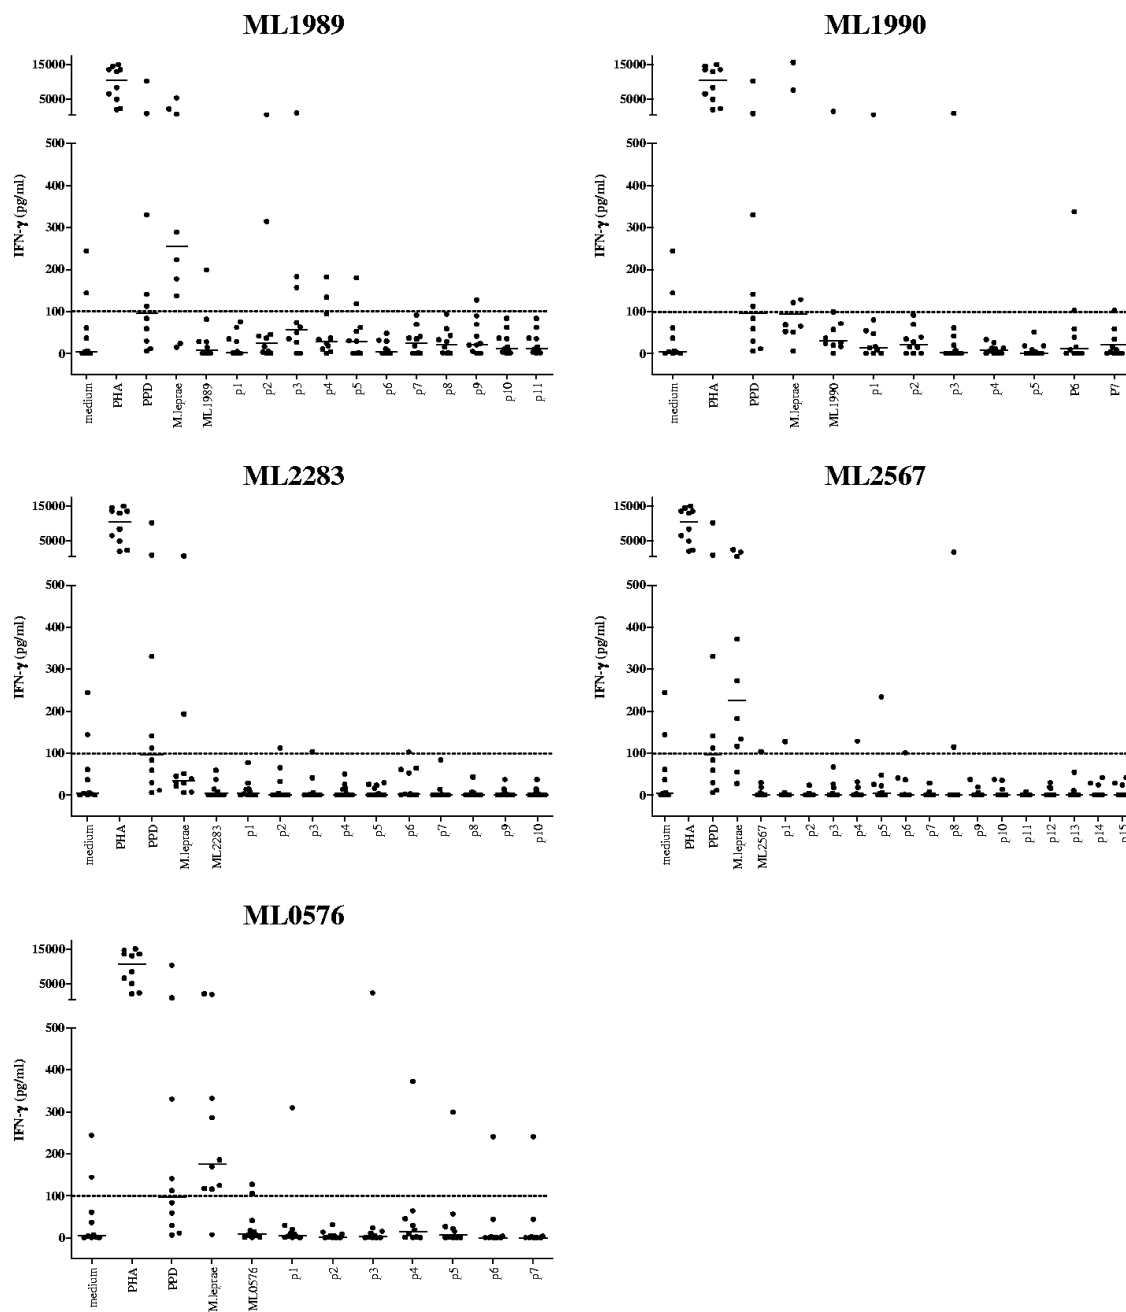 ML1989
15000
5000
500
400
300
200
100
0
IFN-γ (pg/ml)
medium
PHA
PPD
M.leprae
ML1989
p1
p2
p3
p4
p5
p6
p7
p8
p9
p10
p11
ML1990
15000
5000
500
400
300
200
100
0
IFN-γ (pg/ml)
medium
PHA
PPD
M.leprae
ML1990
p1
p2
p3
p4
p5
P6
P7
ML2283
15000
5000
500
400
300
200
100
0
IFN-γ (pg/ml)
medium
PHA
PPD
M.leprae
ML2283
p1
p2
p3
p4
p5
p6
p7
p8
p9
p10
ML2567
15000
5000
500
400
300
200
100
0
IFN-γ (pg/ml)
medium
PHA
PPD
M.leprae
ML2567
p1
p2
p3
p4
p5
p6
p7
p8
p9
p10
p11
p12
p13
p14
p15
ML0576
15000
5000
500
400
300
200
100
0
IFN-γ (pg/ml)
medium
PHA
PPD
M.leprae
ML0576
p1
p2
p3
p4
p5
p6
p7